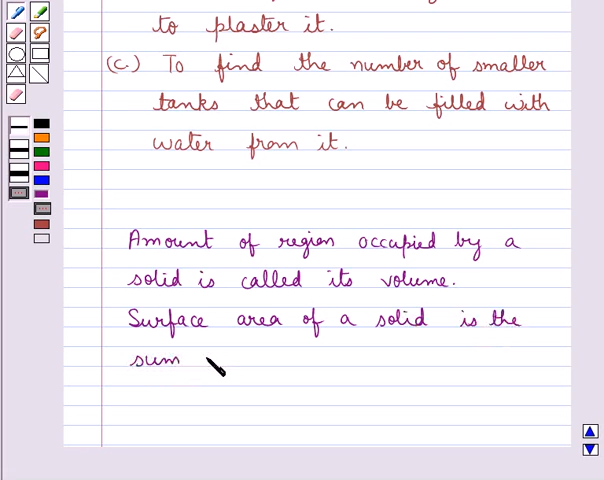 to plaster it.
(c.) To find the number of smaller
tanks that can be filled with
water from it.
Amount of region occupied by a
solid is called its volume.
Surface area of a solid is the
sum